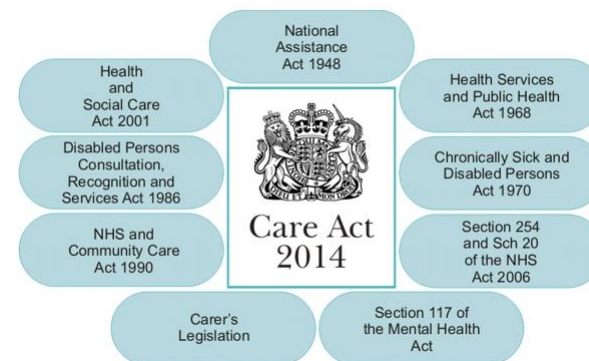 National
Assistance
Act 1948
Health
and
Social Care
Act 2001
Health Services
and Public Health
Act 1968
Disabled Persons
Consultation,
Recognition and
Services Act 1986
Chronically Sick and
Disabled Persons
Act 1970
NHS and
Community Care
Act 1990
Section 254
and Sch 20
of the NHS
Act 2006
Care Act
2014
Carer's
Legislation
Section 117 of
the Mental Health
Act